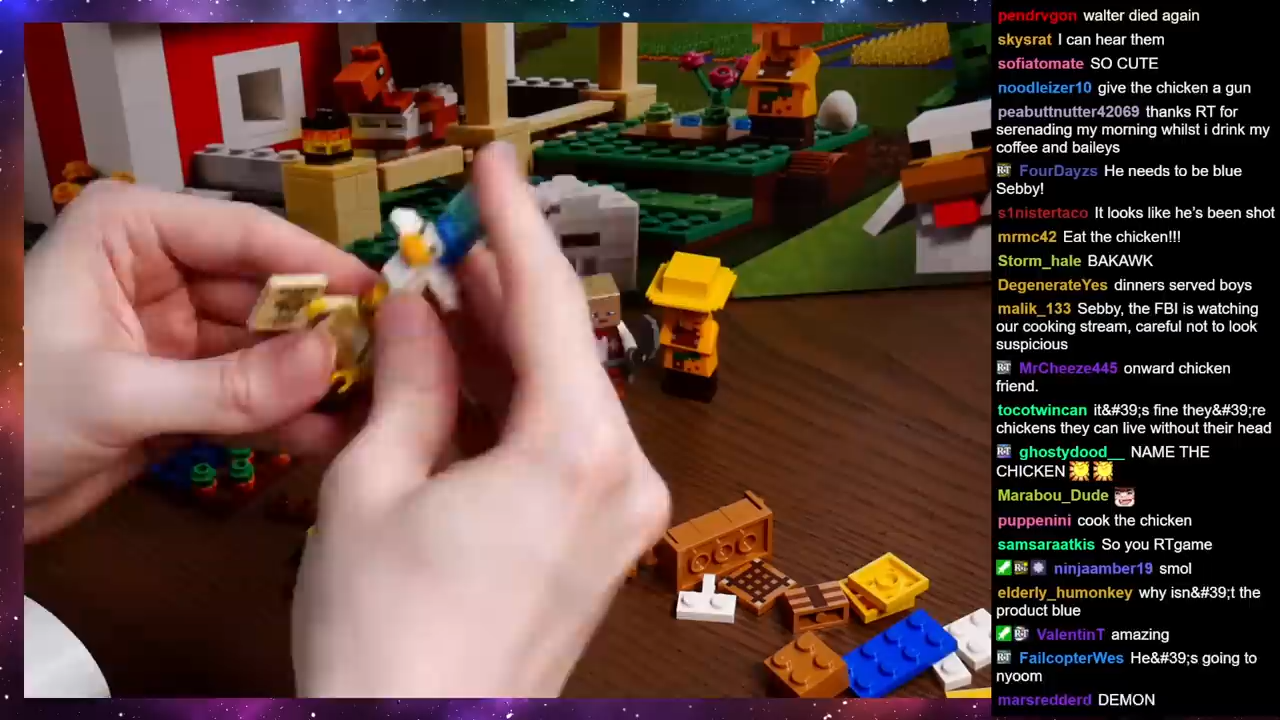 pendrvgon walter died again
skysrat I can hear them
sofiatomate SO CUTE
noodleizer10 give the chicken a gun
peabuttnutter42069 thanks RT for
serenading my morning whilst i drink my
coffee and baileys
FourDayzs He needs to be blue
Sebby!
s1nistertaco It looks like he's been shot
mrmc42 Eat the chicken!!!
Storm_hale BAKAWK
DegenerateYes dinners served boys
malik_133 Sebby, the FBI is watching
our cooking stream, careful not to look
suspicious
MrCheeze445 onward chicken
friend.
tocotwincan it&#39;s fine they&#39;re
chickens they can live without their head
ghostydood__ NAME THE
CHICKEN
Marabou_Dude
puppenini cook the chicken
samsaraatkis So you RTgame
ninjaamber19 smol
elderly_humonkey why isn&#39;t the
product blue
ValentinT amazing
FailcopterWes He&#39;s going to
nyoom
marsredderd DEMON